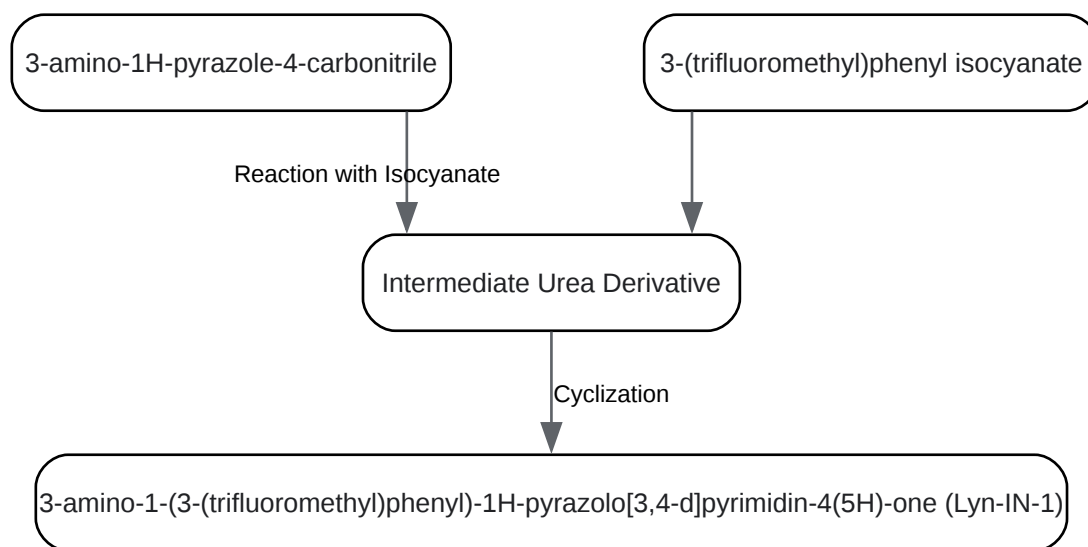 3-amino-1H-pyrazole-4-carbonitrile
3-(trifluoromethyl)phenyl isocyanate
Reaction with Isocyanate
Intermediate Urea Derivative
Cyclization
3-amino-1-(3-(trifluoromethyl)phenyl)-1H-pyrazolo[3,4-d]pyrimidin-4(5H)-one (Lyn-IN-1)